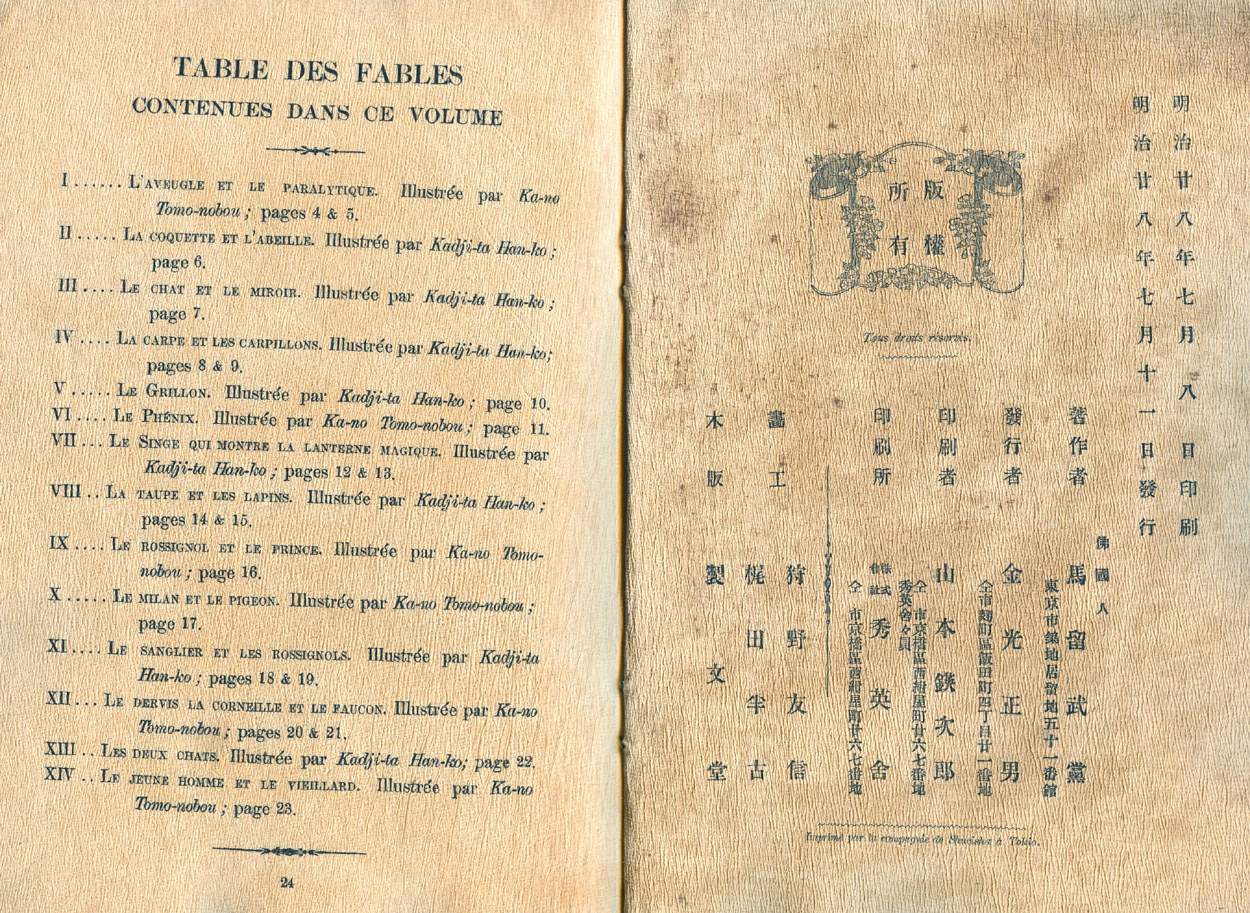 TABLE DES FABLES
CONTENUES DANS CE VOLUME
I ...... L'AVEUGLE ET LE PARALYTIQUE. Illustrée par Ka-no
Tomo-nobou ; pages 4 & 5.
II ..... LA COQUETTE ET L'ABEILLE. Illustrée par Kadji-ta Han-ko ;
page 6.
III .... LE CHAT ET LE MIROIR. Illustrée par Kadji-ta Han-ko ;
page 7.
IV .... LA CARPE ET LES CARPILLONS. Illustrée par Kadji-ta Han-ko;
pages 8 & 9.
V ..... LE GRILLON. Illustrée par Kadji-ta Han-ko ; page 10.
VI .... LE PHÉNIX. Illustrée par Ka-no Tomo-nobou ; page 11.
VII ... LE SINGE QUI MONTRE LA LANTERNE MAGIQUE. Illustrée par
Kadji-ta Han-ko ; pages 12 & 13.
VIII .. LA TAUPE ET LES LAPINS. Illustrée par Kadji-ta Han-ko ;
pages 14 & 15.
IX .... LE ROSSIGNOL ET LE PRINCE. Illustrée par Ka-no Tomo-
nobou ; page 16.
X ..... LE MILAN ET LE PIGEON. Illustrée par Ka-no Tomo-nobou ;
page 17.
XI .... LE SANGLIER ET LES ROSSIGNOLS. Illustrée par Kadji-ta
Han-ko ; pages 18 & 19.
XII ... LE DERVIS LA CORNEILLE ET LE FAUCON. Illustrée par Ka-no
Tomo-nobou ; pages 20 & 21.
XIII .. LES DEUX CHATS. Illustrée par Kadji-ta Han-ko; page 22.
XIV .. LE JEUNE HOMME ET LE VIEILLARD. Illustrée par Ka-no
Tomo-nobou ; page 23.
24
明治廿八年七月八日印刷
明治廿八年七月十一日發行
版權
所有
Tous droits réservés.
著作者 佛國人 馬留武黨
東京市築地居留地五十一番館
發行者 金光正男
仝市麹町區飯田町四丁目廿一番地
印刷者 山本鉄次郎
仝市京橋區西紺屋町廿六七番地
秀英舍々員
印刷所 株式會社 秀英舍
仝市京橋區西紺屋町廿六七番地
畵工 狩野友信
梶田半古
木版 製文堂
Imprimé par la compagnie de Shueisha à Tokio.